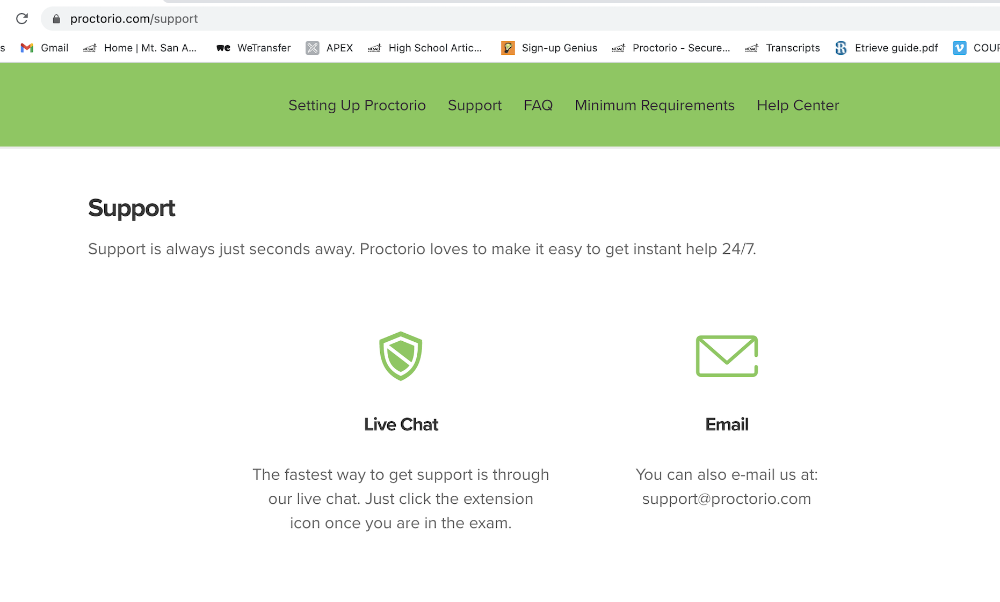 proctorio.com/support
s Gmail Home | Mt. San A... we WeTransfer APEX High School Artic... Sign-up Genius Proctorio - Secure... Transcripts Etrieve guide.pdf COUR
Setting Up Proctorio Support FAQ Minimum Requirements Help Center
Support
Support is always just seconds away. Proctorio loves to make it easy to get instant help 24/7.
Live Chat
The fastest way to get support is through
our live chat. Just click the extension
icon once you are in the exam.
Email
You can also e-mail us at:
support@proctorio.com